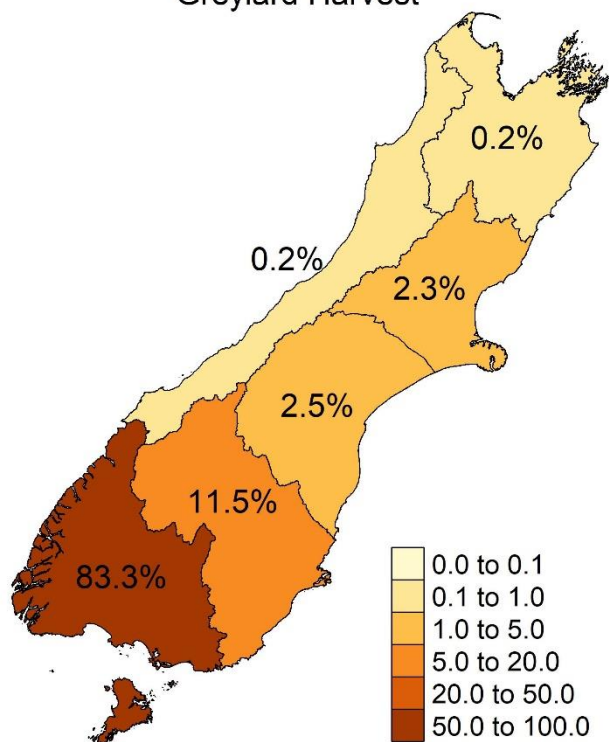 Greylard Harvest
0.2%
0.2%
2.3%
2.5%
11.5%
83.3%
0.0 to 0.1
0.1 to 1.0
1.0 to 5.0
5.0 to 20.0
20.0 to 50.0
50.0 to 100.0